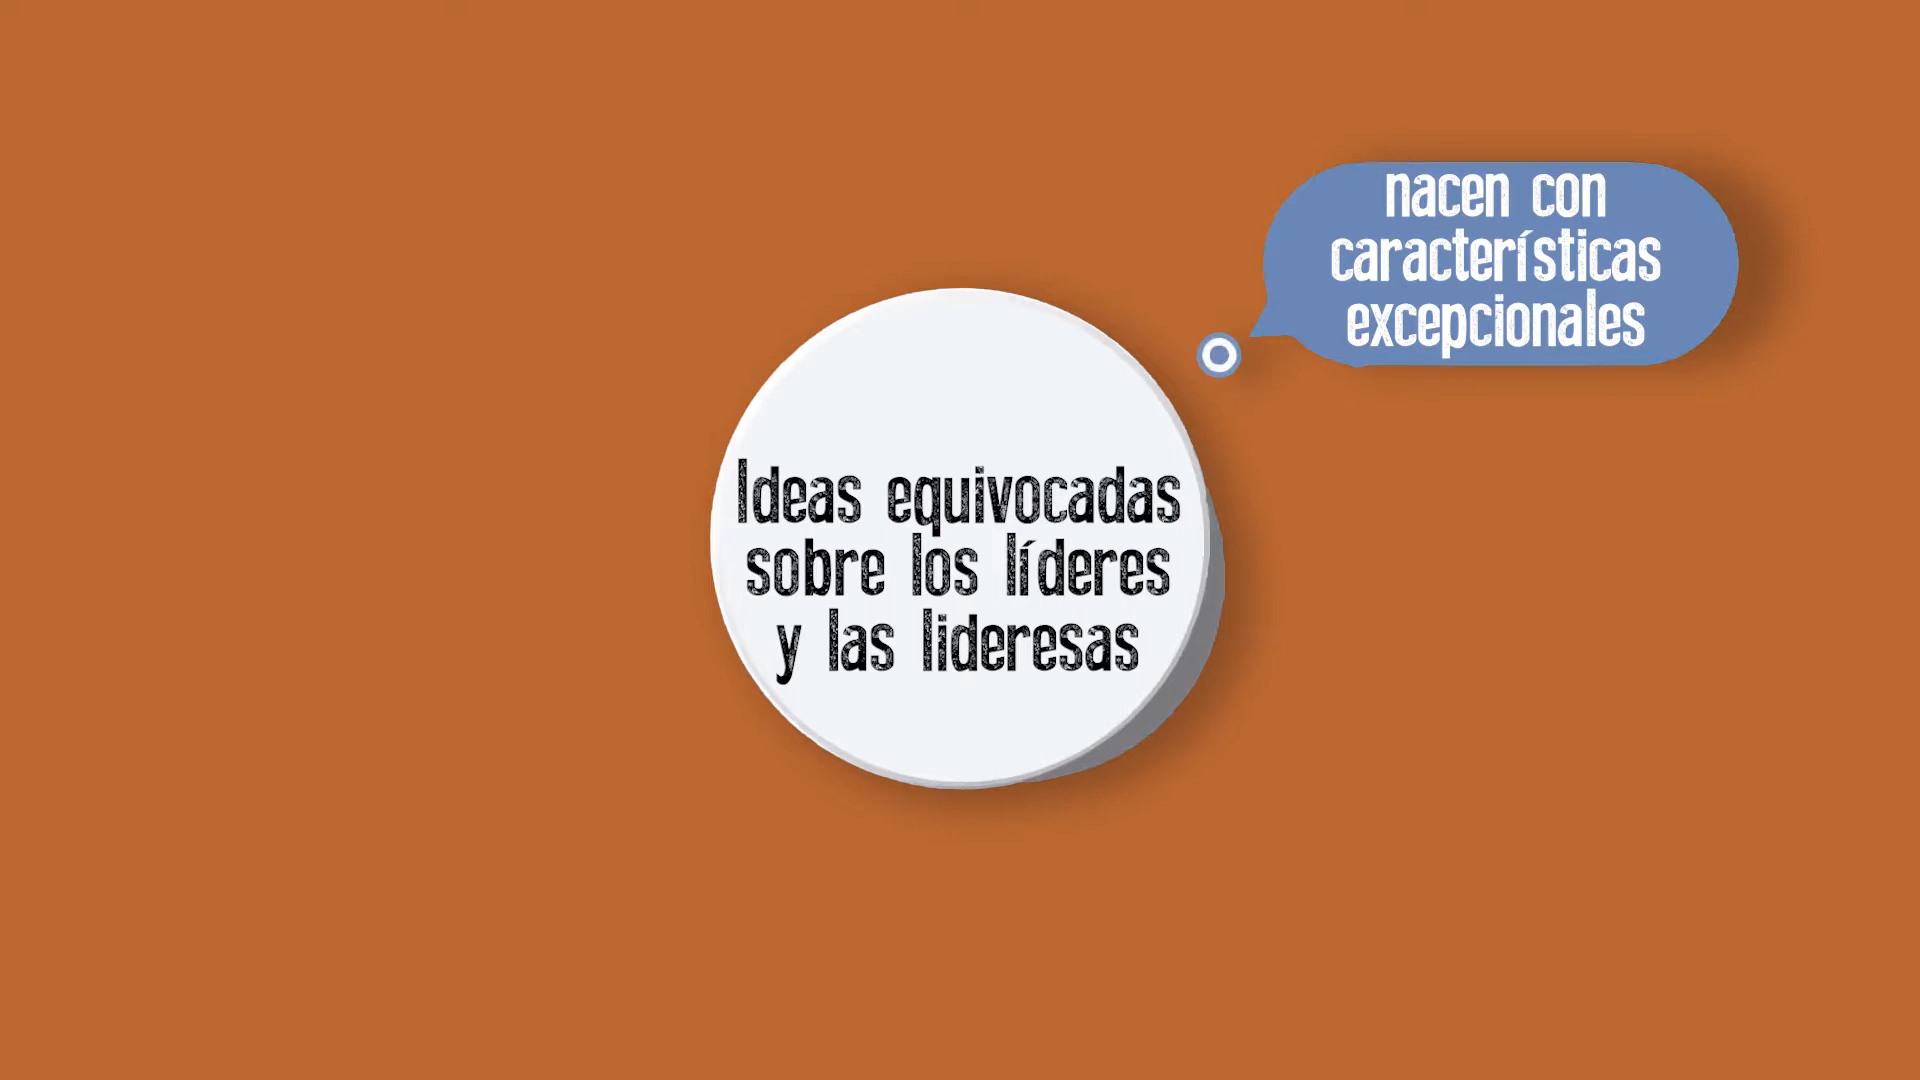 Ideas equivocadas
sobre los líderes
y las lideresas
nacen con
características
excepcionales